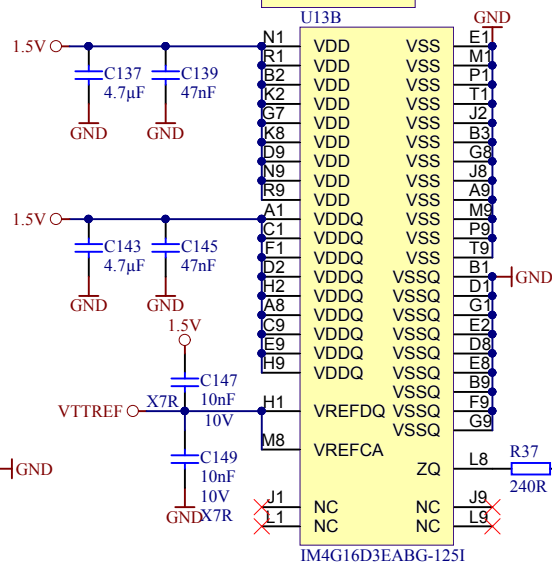 U13B
GND
1.5V
C137
4.7µF
GND
C139
47nF
GND
N1 VDD VSS E1
R1 VDD VSS M1
B2 VDD VSS P1
K2 VDD VSS T1
G7 VDD VSS J2
K8 VDD VSS B3
D9 VDD VSS G8
N9 VDD VSS J8
R9 VDD VSS A9
1.5V
C143
4.7µF
GND
C145
47nF
GND
A1 VDDQ VSS M9
C1 VDDQ VSS P9
F1 VDDQ VSS T9
D2 VDDQ VSSQ B1 GND
H2 VDDQ VSSQ D1
A8 VDDQ VSSQ G1
C9 VDDQ VSSQ E2
E9 VDDQ VSSQ D8
H9 VDDQ VSSQ E8
VSSQ B9
1.5V
C147
10nF
10V
X7R
VTTREF
H1 VREFDQ VSSQ F9
VSSQ G9
M8 VREFCA
ZQ L8
R37
240R
GND
C149
10nF
10V
X7R
GND
J1 NC NC J9
L1 NC NC L9
IM4G16D3EABG-125I